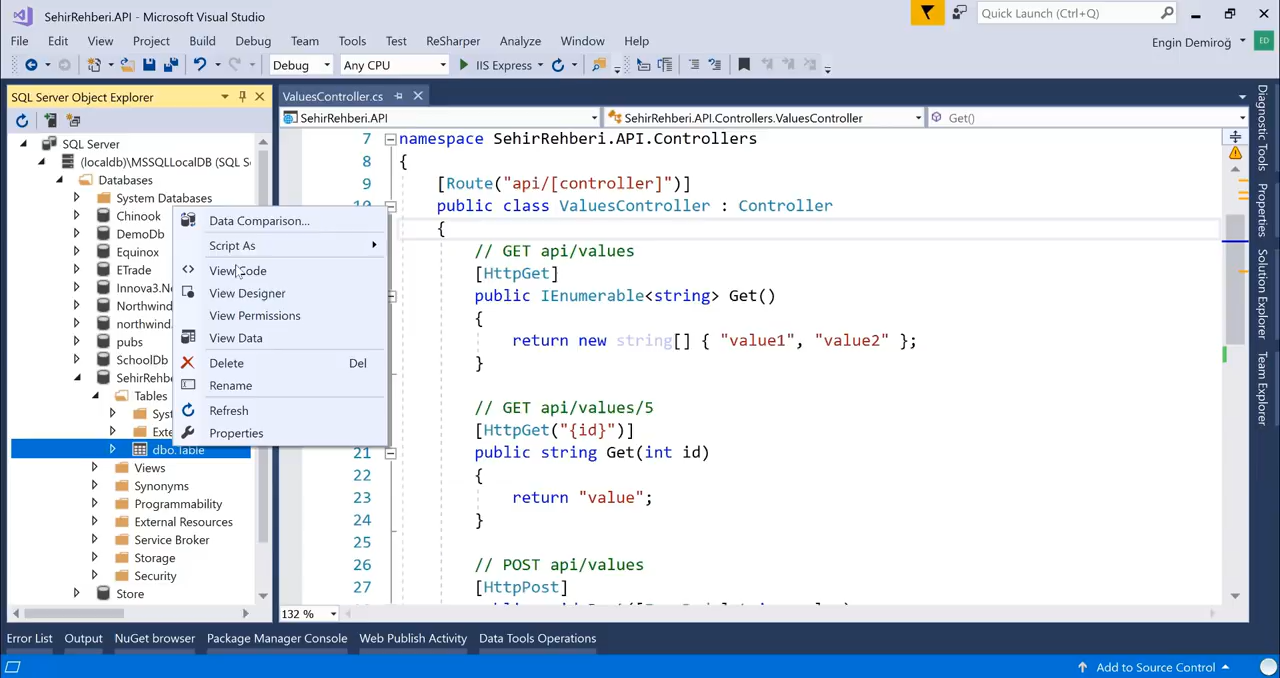 SehirRehberi.API - Microsoft Visual Studio
Quick Launch (Ctrl+Q)
File Edit View Project Build Debug Team Tools Test ReSharper Analyze Window Help
Engin Demiroğ ED
Debug Any CPU IIS Express
SQL Server Object Explorer
SQL Server
(localdb)\MSSQLLocalDB (SQL S
Databases
System Databases
Chinook
DemoDb
Equinox
ETrade
Innova3.No
Northwind
northwind.
pubs
SchoolDb
SehirRehbe
Tables
Syst
Exte
dbo.Table
Views
Synonyms
Programmability
External Resources
Service Broker
Storage
Security
Store
Data Comparison...
Script As
View Code
View Designer
View Permissions
View Data
Delete Del
Rename
Refresh
Properties
ValuesController.cs
SehirRehberi.API SehirRehberi.API.Controllers.ValuesController Get()
7 namespace SehirRehberi.API.Controllers
8 {
9 [Route("api/[controller]")]
10 public class ValuesController : Controller
{
// GET api/values
[HttpGet]
public IEnumerable<string> Get()
{
return new string[] { "value1", "value2" };
}
// GET api/values/5
[HttpGet("{id}")]
21 public string Get(int id)
22 {
23 return "value";
24 }
25
26 // POST api/values
27 [HttpPost]
132 %
Diagnostic Tools
Properties
Solution Explorer
Team Explorer
Error List Output NuGet browser Package Manager Console Web Publish Activity Data Tools Operations
Add to Source Control